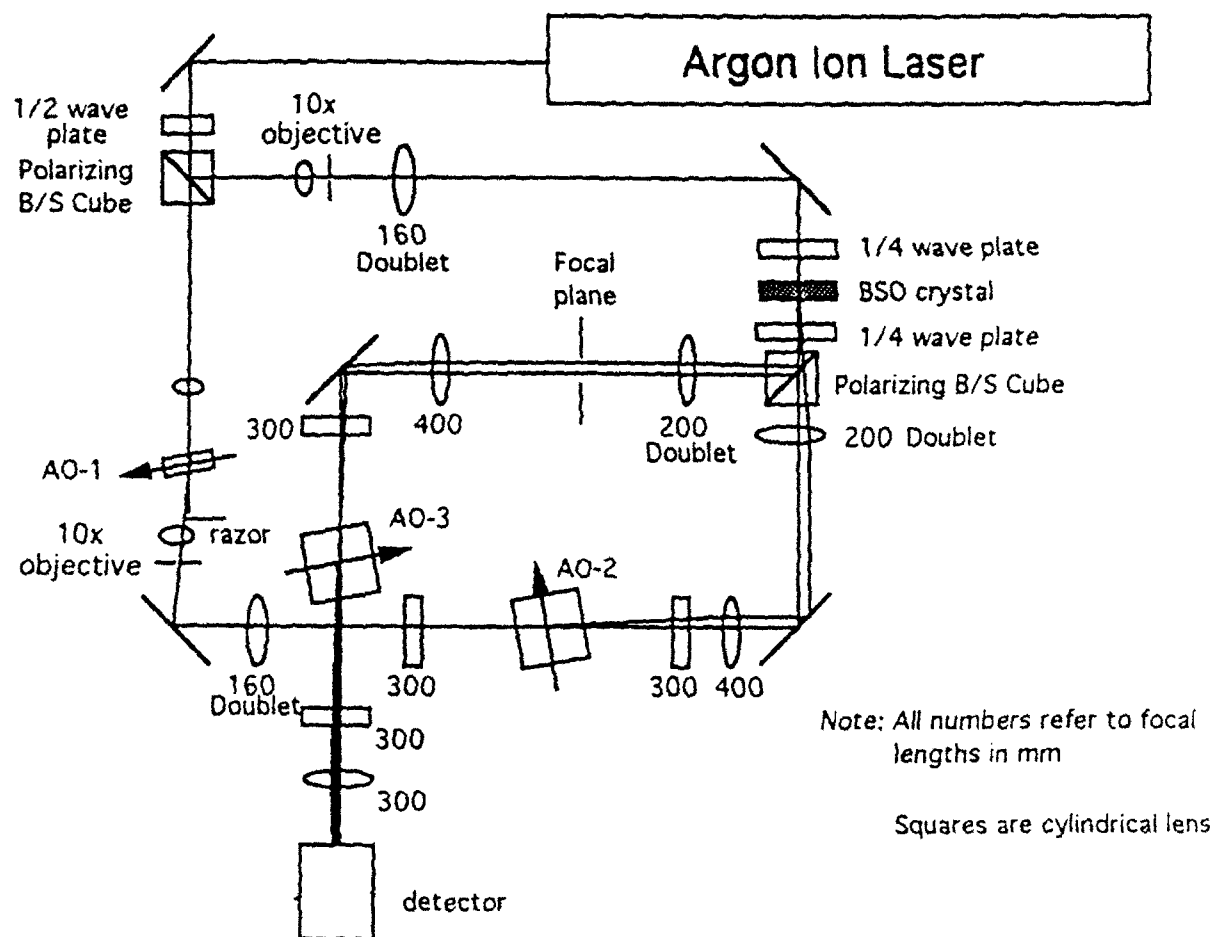 Argon Ion Laser
1/2 wave
plate
10x
objective
Polarizing
B/S Cube
160
Doublet
Focal
plane
1/4 wave plate
BSO crystal
1/4 wave plate
Polarizing B/S Cube
300
400
200
Doublet
200 Doublet
AO-1
AO-3
10x
objective
razor
AO-2
160
Doublet
300
300
400
300
300
Note: All numbers refer to focal
lengths in mm
Squares are cylindrical lens
detector